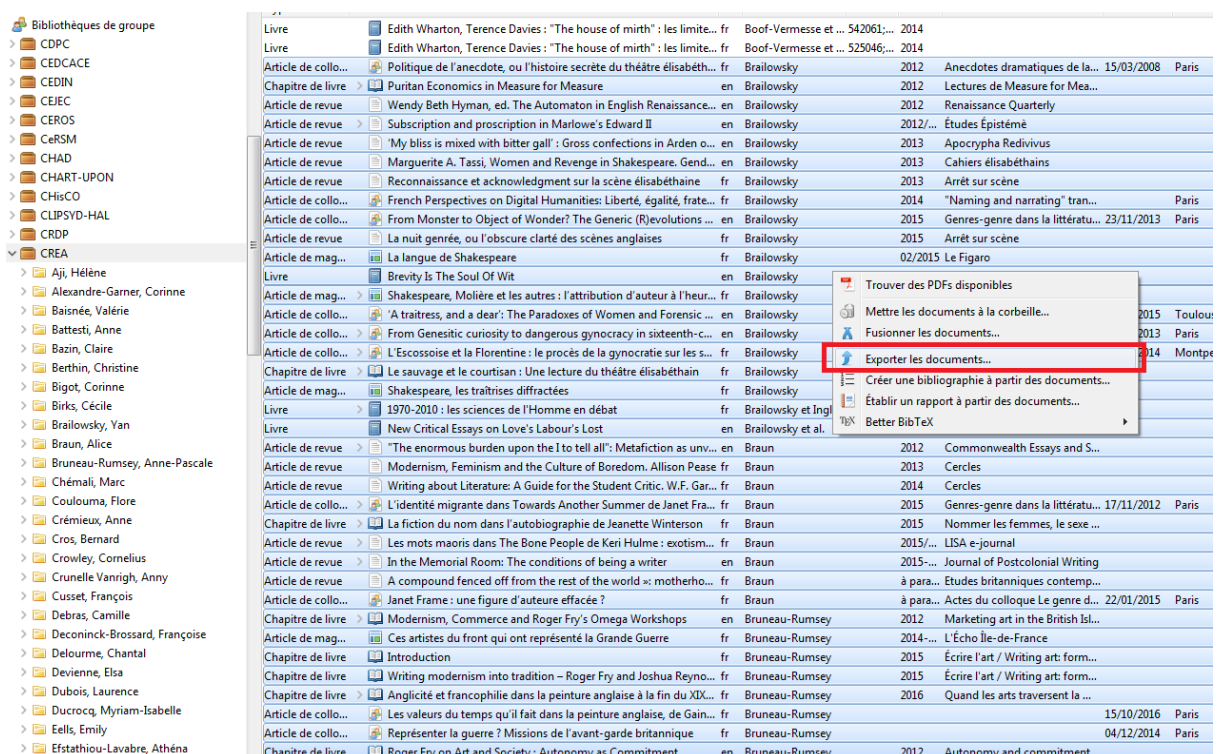 Bibliothèques de groupe
CDPC
CEDCACE
CEDIN
CEJEC
CEROS
CeRSM
CHAD
CHART-UPON
CHisCO
CLIPSYD-HAL
CRDP
CREA
Aji, Hélène
Alexandre-Garner, Corinne
Baisnée, Valérie
Battesti, Anne
Bazin, Claire
Berthin, Christine
Bigot, Corinne
Birks, Cécile
Brailowsky, Yan
Braun, Alice
Bruneau-Rumsey, Anne-Pascale
Chémali, Marc
Coulouma, Flore
Crémieux, Anne
Cros, Bernard
Crowley, Cornelius
Crunelle Vanrigh, Anny
Cusset, François
Debras, Camille
Deconinck-Brossard, Françoise
Delourme, Chantal
Devienne, Elsa
Dubois, Laurence
Ducrocq, Myriam-Isabelle
Eells, Emily
Efstathiou-Lavabre, Athéna
Livre Edith Wharton, Terence Davies : "The house of mirth" : les limite... fr Boof-Vermesse et ... 542061;... 2014
Livre Edith Wharton, Terence Davies : "The house of mirth" : les limite... fr Boof-Vermesse et ... 525046;... 2014
Article de collo... Politique de l'anecdote, ou l'histoire secrète du théâtre élisabéth... fr Brailowsky 2012 Anecdotes dramatiques de la... 15/03/2008 Paris
Chapitre de livre Puritan Economics in Measure for Measure en Brailowsky 2012 Lectures de Measure for Mea...
Article de revue Wendy Beth Hyman, ed. The Automaton in English Renaissance... en Brailowsky 2012 Renaissance Quarterly
Article de revue Subscription and proscription in Marlowe's Edward II en Brailowsky 2012/... Études Épistémè
Article de revue 'My bliss is mixed with bitter gall' : Gross confections in Arden o... en Brailowsky 2013 Apocrypha Redivivus
Article de revue Marguerite A. Tassi, Women and Revenge in Shakespeare. Gend... en Brailowsky 2013 Cahiers élisabéthains
Article de revue Reconnaissance et acknowledgment sur la scène élisabéthaine fr Brailowsky 2013 Arrêt sur scène
Article de collo... French Perspectives on Digital Humanities: Liberté, égalité, frate... fr Brailowsky 2014 "Naming and narrating" tran... Paris
Article de collo... From Monster to Object of Wonder? The Generic (R)evolutions ... en Brailowsky 2015 Genres-genre dans la littératu... 23/11/2013 Paris
Article de revue La nuit genrée, ou l'obscure clarté des scènes anglaises fr Brailowsky 2015 Arrêt sur scène
Article de mag... La langue de Shakespeare fr Brailowsky 02/2015 Le Figaro
Livre Brevity Is The Soul Of Wit en Brailowsky
Article de mag... Shakespeare, Molière et les autres : l'attribution d'auteur à l'heur... fr Brailowsky
Article de collo... 'A traitress, and a dear': The Paradoxes of Women and Forensic ... en Brailowsky 2015 Toulous
Article de collo... From Genesitic curiosity to dangerous gynocracy in sixteenth-c... en Brailowsky 2013 Paris
Article de collo... L'Escossoise et la Florentine : le procès de la gynocratie sur les s... fr Brailowsky 2014 Montpe
Chapitre de livre Le sauvage et le courtisan : Une lecture du théâtre élisabéthain fr Brailowsky
Article de mag... Shakespeare, les traîtrises diffractées fr Brailowsky
Livre 1970-2010 : les sciences de l'Homme en débat fr Brailowsky et Ingl
Livre New Critical Essays on Love's Labour's Lost en Brailowsky et al.
Trouver des PDFs disponibles
Mettre les documents à la corbeille...
Fusionner les documents...
Exporter les documents...
Créer une bibliographie à partir des documents...
Établir un rapport à partir des documents...
TEX Better BibTeX
Article de revue "The enormous burden upon the I to tell all": Metafiction as unv... en Braun 2012 Commonwealth Essays and S...
Article de revue Modernism, Feminism and the Culture of Boredom. Allison Pease fr Braun 2013 Cercles
Article de revue Writing about Literature: A Guide for the Student Critic. W.F. Gar... fr Braun 2014 Cercles
Article de collo... L'identité migrante dans Towards Another Summer de Janet Fra... fr Braun 2015 Genres-genre dans la littératu... 17/11/2012 Paris
Chapitre de livre La fiction du nom dans l'autobiographie de Jeanette Winterson fr Braun 2015 Nommer les femmes, le sexe ...
Article de revue Les mots maoris dans The Bone People de Keri Hulme : exotism... fr Braun 2015/... LISA e-journal
Article de revue In the Memorial Room: The conditions of being a writer en Braun 2015-... Journal of Postcolonial Writing
Article de revue A compound fenced off from the rest of the world »: motherho... fr Braun à para... Etudes britanniques contemp...
Article de collo... Janet Frame : une figure d'auteure effacée ? fr Braun à para... Actes du colloque Le genre d... 22/01/2015 Paris
Chapitre de livre Modernism, Commerce and Roger Fry's Omega Workshops en Bruneau-Rumsey 2012 Marketing art in the British Isl...
Article de mag... Ces artistes du front qui ont représenté la Grande Guerre fr Bruneau-Rumsey 2014-... L'Écho Île-de-France
Chapitre de livre Introduction fr Bruneau-Rumsey 2015 Écrire l'art / Writing art: form...
Chapitre de livre Writing modernism into tradition – Roger Fry and Joshua Reyno... fr Bruneau-Rumsey 2015 Écrire l'art / Writing art: form...
Chapitre de livre Anglicité et francophilie dans la peinture anglaise à la fin du XIX... fr Bruneau-Rumsey 2016 Quand les arts traversent la ...
Article de collo... Les valeurs du temps qu'il fait dans la peinture anglaise, de Gain... fr Bruneau-Rumsey 15/10/2016 Paris
Article de collo... Représenter la guerre ? Missions de l'avant-garde britannique fr Bruneau-Rumsey 04/12/2014 Paris
Chapitre de livre Roger Fry on Art and Society : Autonomy as Commitment en Bruneau-Rumsey 2012 Autonomy and commitment